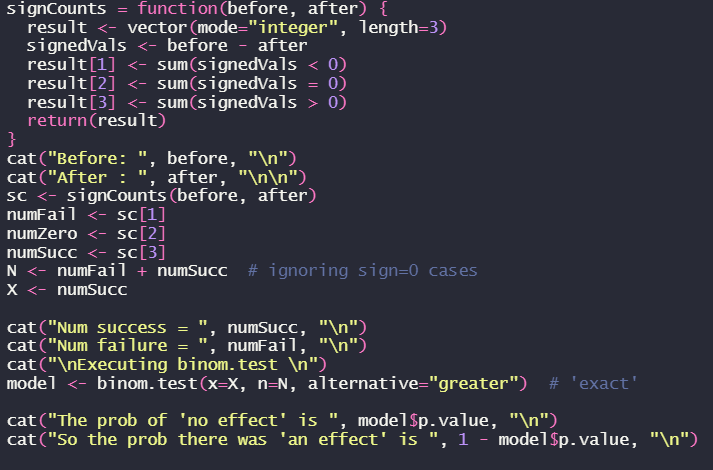 signCounts = function(before, after) {
  result <- vector(mode="integer", length=3)
  signedVals <- before - after
  result[1] <- sum(signedVals < 0)
  result[2] <- sum(signedVals = 0)
  result[3] <- sum(signedVals > 0)
  return(result)
}
cat("Before: ", before, "\n")
cat("After : ", after, "\n\n")
sc <- signCounts(before, after)
numFail <- sc[1]
numZero <- sc[2]
numSucc <- sc[3]
N <- numFail + numSucc  # ignoring sign=0 cases
X <- numSucc

cat("Num success = ", numSucc, "\n")
cat("Num failure = ", numFail, "\n")
cat("\nExecuting binom.test \n")
model <- binom.test(x=X, n=N, alternative="greater")  # 'exact'

cat("The prob of 'no effect' is ", model$p.value, "\n")
cat("So the prob there was 'an effect' is ", 1 - model$p.value, "\n")